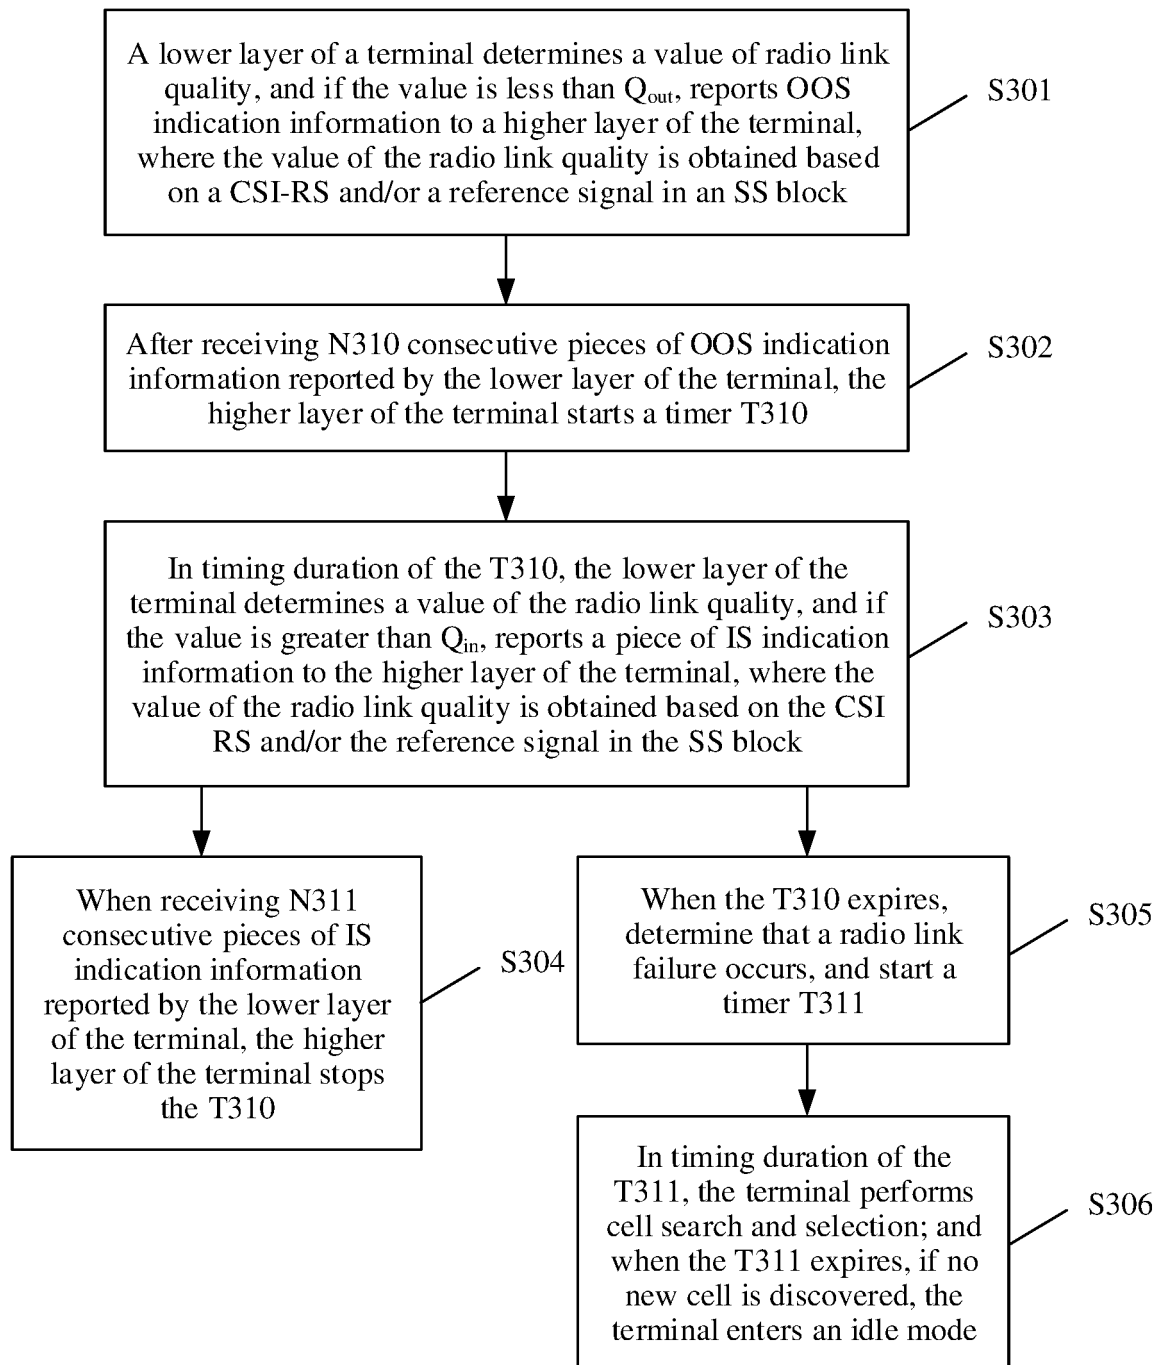 A lower layer of a terminal determines a value of radio link
quality, and if the value is less than Qout, reports OOS
indication information to a higher layer of the terminal,
where the value of the radio link quality is obtained based
on a CSI-RS and/or a reference signal in an SS block
S301
After receiving N310 consecutive pieces of OOS indication
information reported by the lower layer of the terminal, the
higher layer of the terminal starts a timer T310
S302
In timing duration of the T310, the lower layer of the
terminal determines a value of the radio link quality, and if
the value is greater than Qin, reports a piece of IS indication
information to the higher layer of the terminal, where the
value of the radio link quality is obtained based on the CSI
RS and/or the reference signal in the SS block
S303
When receiving N311
consecutive pieces of IS
indication information
reported by the lower layer
of the terminal, the higher
layer of the terminal stops
the T310
S304
When the T310 expires,
determine that a radio link
failure occurs, and start a
timer T311
S305
In timing duration of the
T311, the terminal performs
cell search and selection; and
when the T311 expires, if no
new cell is discovered, the
terminal enters an idle mode
S306